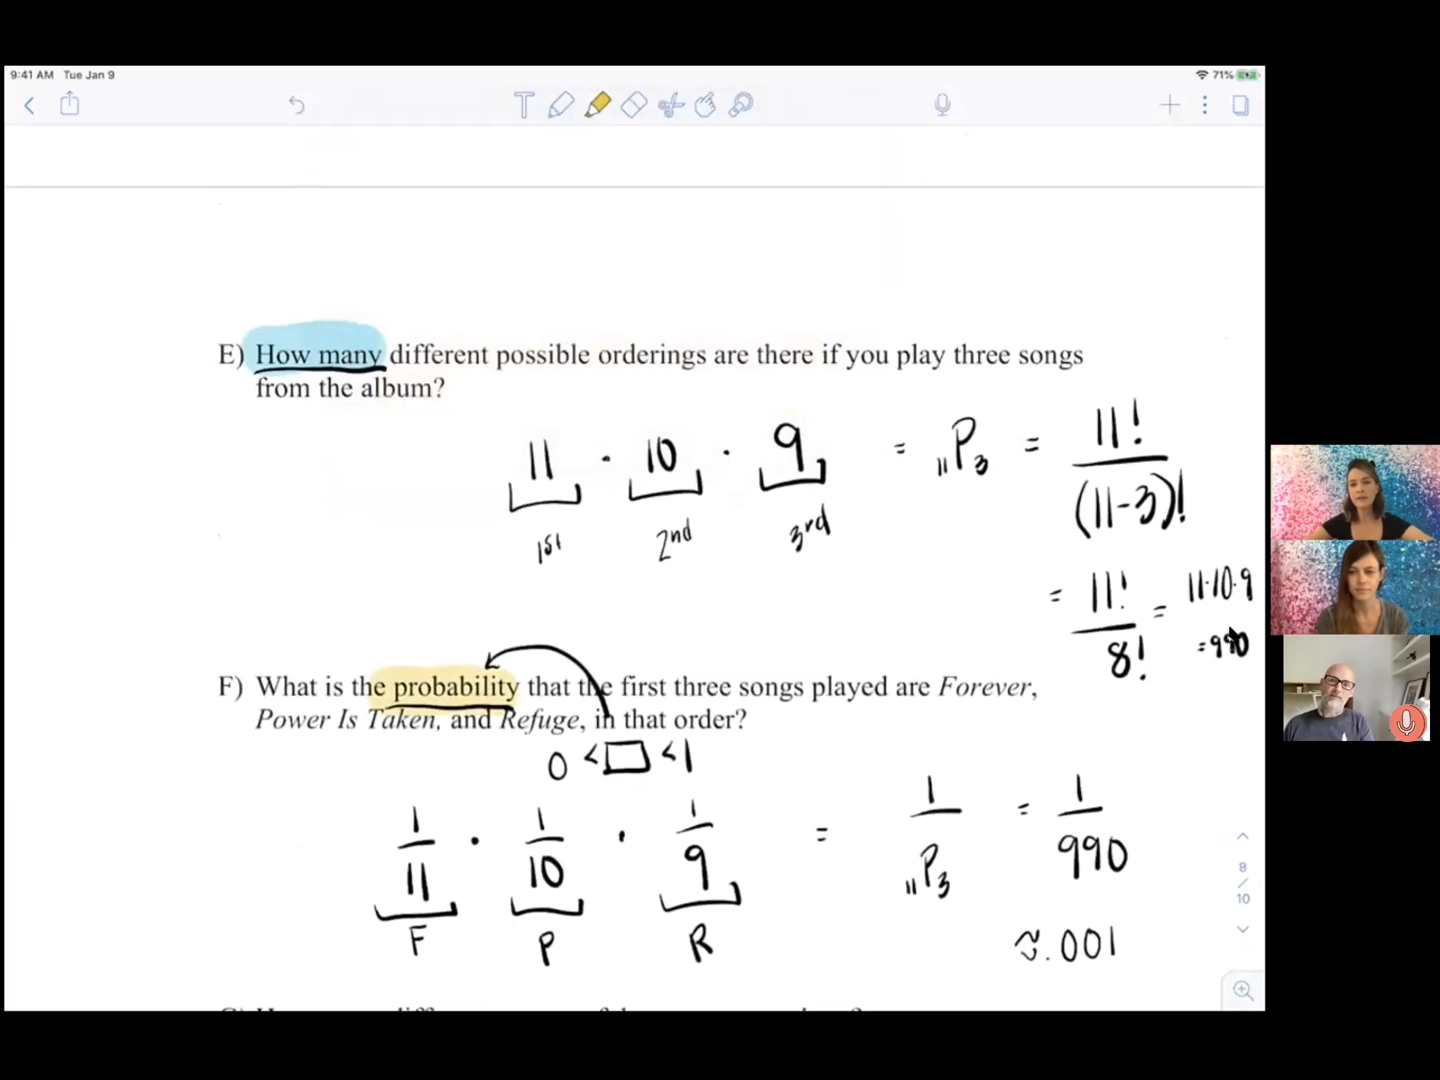 9:41 AM Tue Jan 9
71%
T
E) How many different possible orderings are there if you play three songs
from the album?
11 · 10 · 9 = 11P3 = 11! / (11-3)!
1st 2nd 3rd
= 11! / 8! = 11·10·9
=990
F) What is the probability that the first three songs played are Forever,
Power Is Taken, and Refuge, in that order?
0 < □ < 1
1/11 · 1/10 · 1/9 = 1/11P3 = 1/990
F P R
≈.001
8
/
10